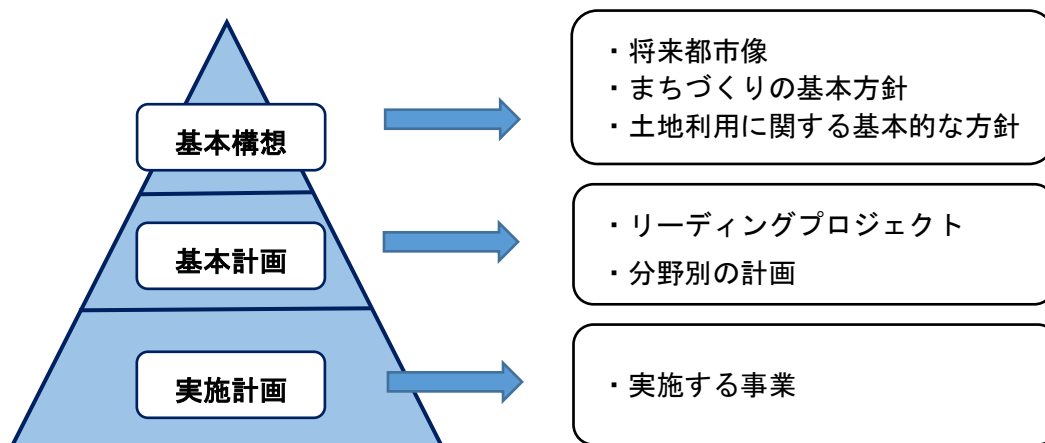 基本構想
・将来都市像
・まちづくりの基本方針
・土地利用に関する基本的な方針
基本計画
・リーディングプロジェクト
・分野別の計画
実施計画
・実施する事業